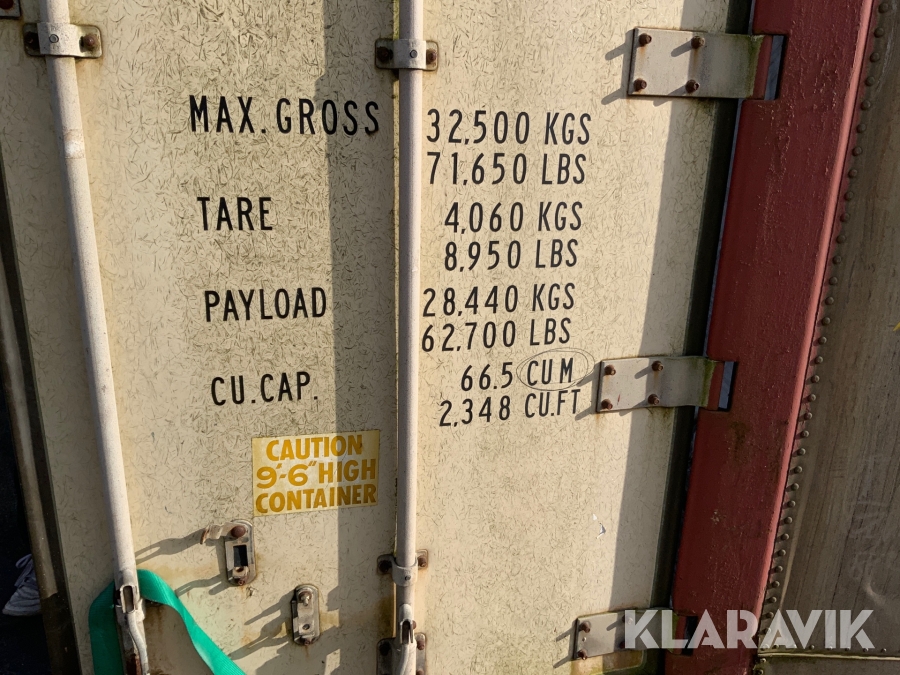 MAX. GROSS 32,500 KGS
71,650 LBS
TARE 4,060 KGS
8,950 LBS
PAYLOAD 28,440 KGS
62,700 LBS
CU. CAP. 66.5 CU M
2,348 CU.FT
CAUTION
9'-6" HIGH
CONTAINER
KLARAVIK